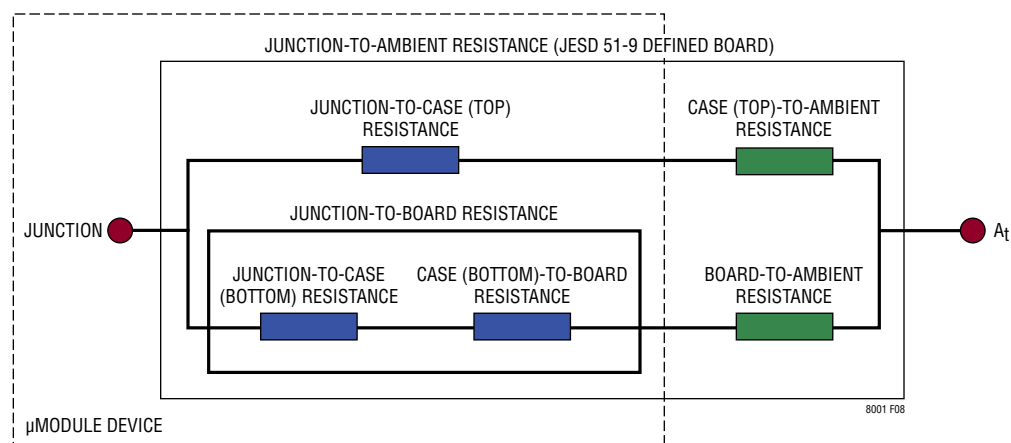 JUNCTION-TO-AMBIENT RESISTANCE (JESD 51-9 DEFINED BOARD)
JUNCTION-TO-CASE (TOP)
RESISTANCE
CASE (TOP)-TO-AMBIENT
RESISTANCE
JUNCTION
JUNCTION-TO-BOARD RESISTANCE
At
JUNCTION-TO-CASE
(BOTTOM) RESISTANCE
CASE (BOTTOM)-TO-BOARD
RESISTANCE
BOARD-TO-AMBIENT
RESISTANCE
8001 F08
µMODULE DEVICE